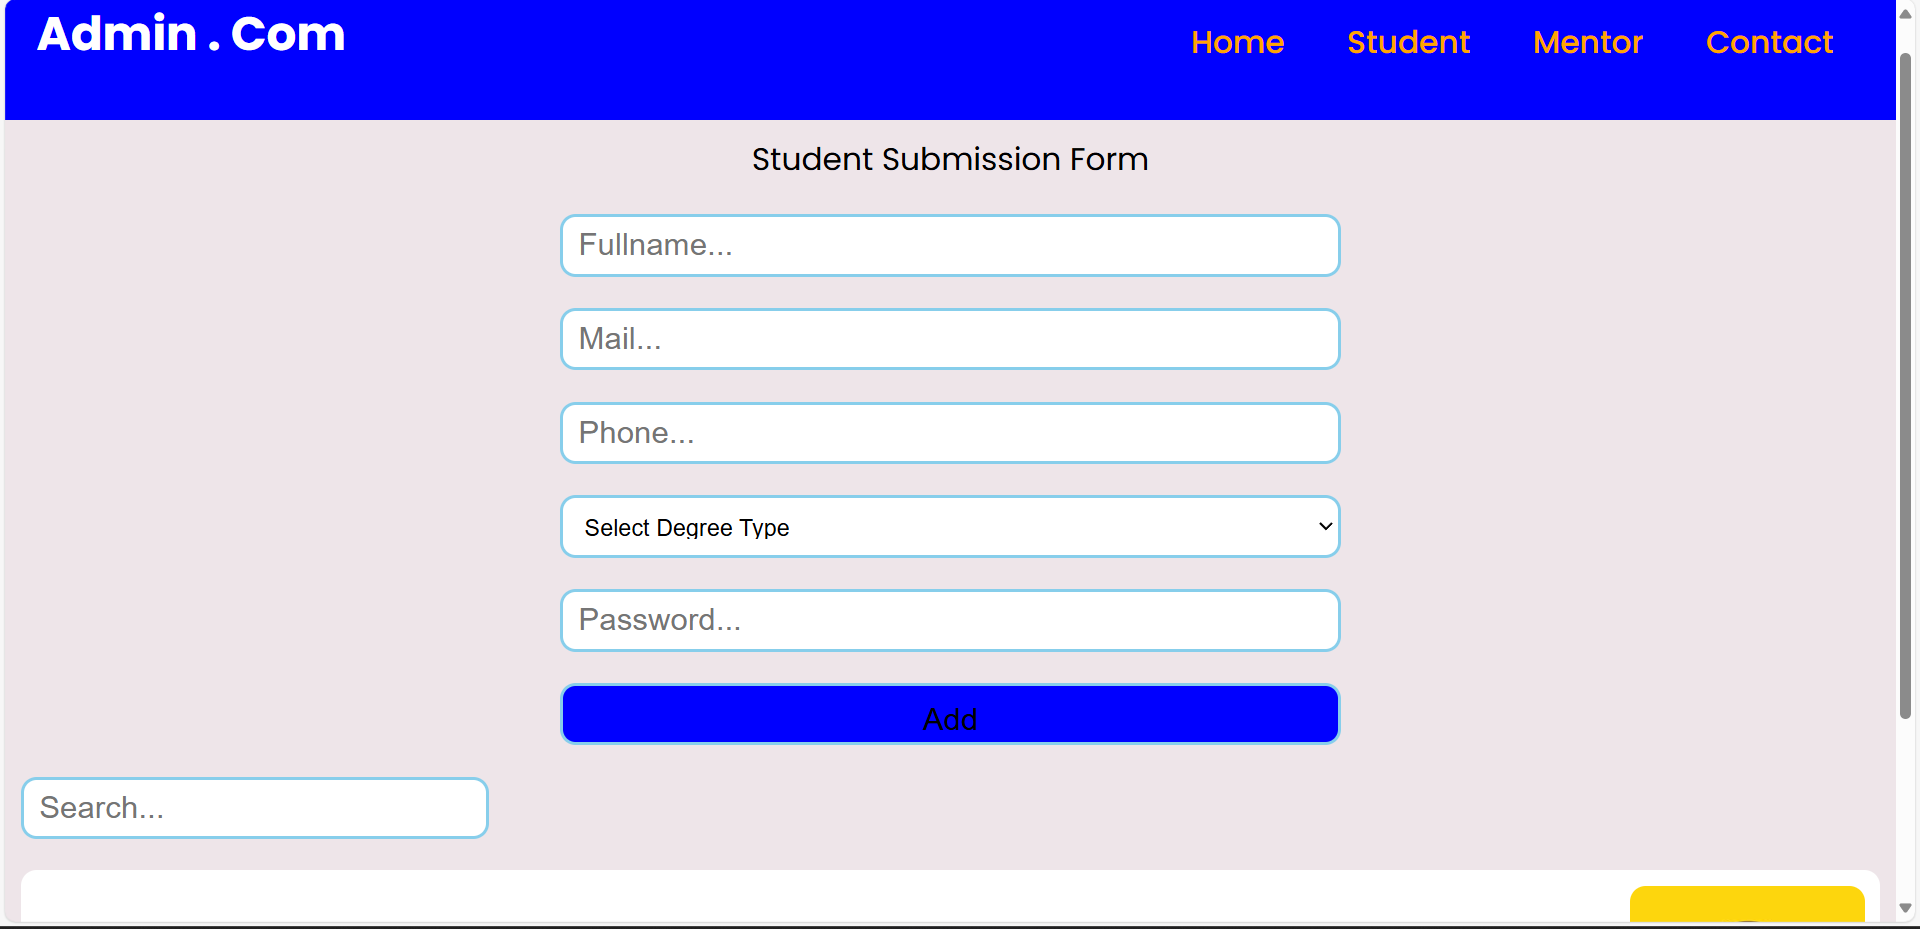 Admin . Com
Home Student Mentor Contact
Student Submission Form
Fullname...
Mail...
Phone...
Select Degree Type
Password...
Add
Search...